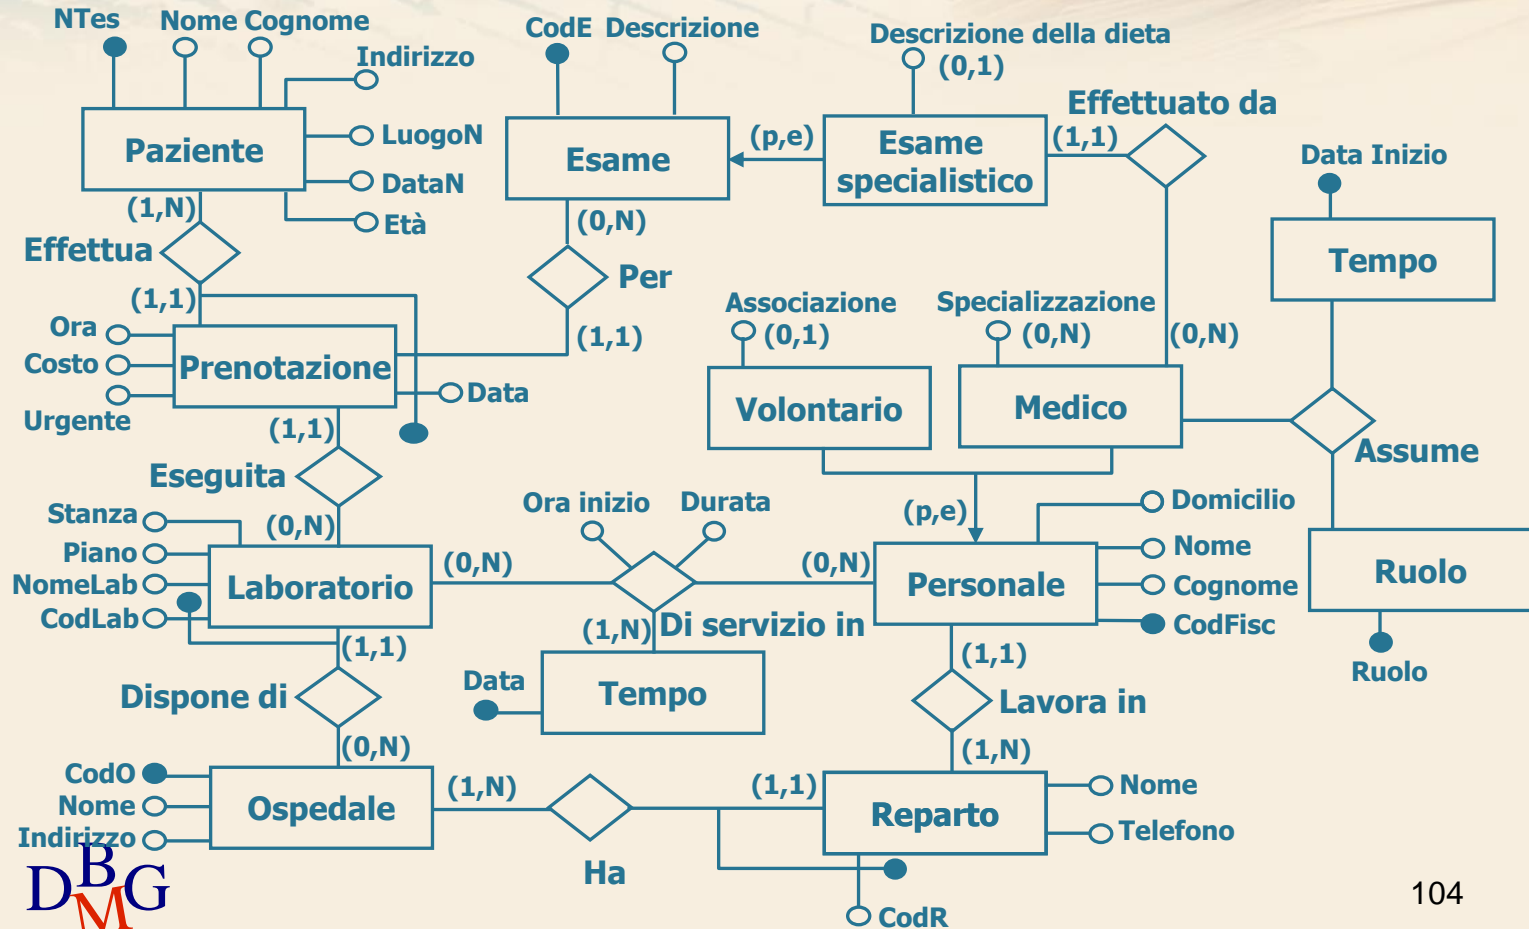 NTes
Nome Cognome
Indirizzo
Paziente
LuogoN
DataN
Età
(1,N)
Effettua
(1,1)
CodE Descrizione
Esame
(0,N)
Per
(1,1)
(p,e)
Descrizione della dieta
(0,1)
Esame
specialistico
Effettuato da
(1,1)
(0,N)
Data Inizio
Tempo
Ora
Costo
Urgente
Prenotazione
Data
(1,1)
Eseguita
(0,N)
Associazione
(0,1)
Volontario
Specializzazione
(0,N)
Medico
Assume
Ruolo
Ruolo
(p,e)
Stanza
Piano
NomeLab
CodLab
Laboratorio
(0,N)
Ora inizio
Durata
(0,N)
Di servizio in
(1,N)
Data
Tempo
Personale
Domicilio
Nome
Cognome
CodFisc
(1,1)
Lavora in
(1,N)
(1,1)
Dispone di
(0,N)
CodO
Nome
Indirizzo
Ospedale
(1,N)
Ha
(1,1)
Reparto
Nome
Telefono
CodR
DBMG
104